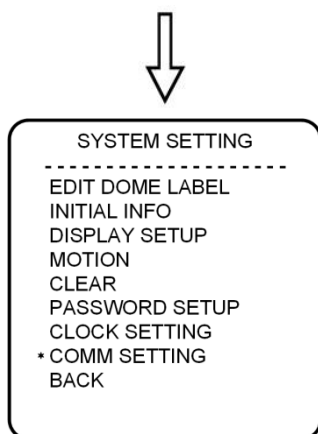 SYSTEM SETTING
- - - - - - - - - - - - - - - - - - - - - -
EDIT DOME LABEL
INITIAL INFO
DISPLAY SETUP
MOTION
CLEAR
PASSWORD SETUP
CLOCK SETTING
* COMM SETTING
BACK